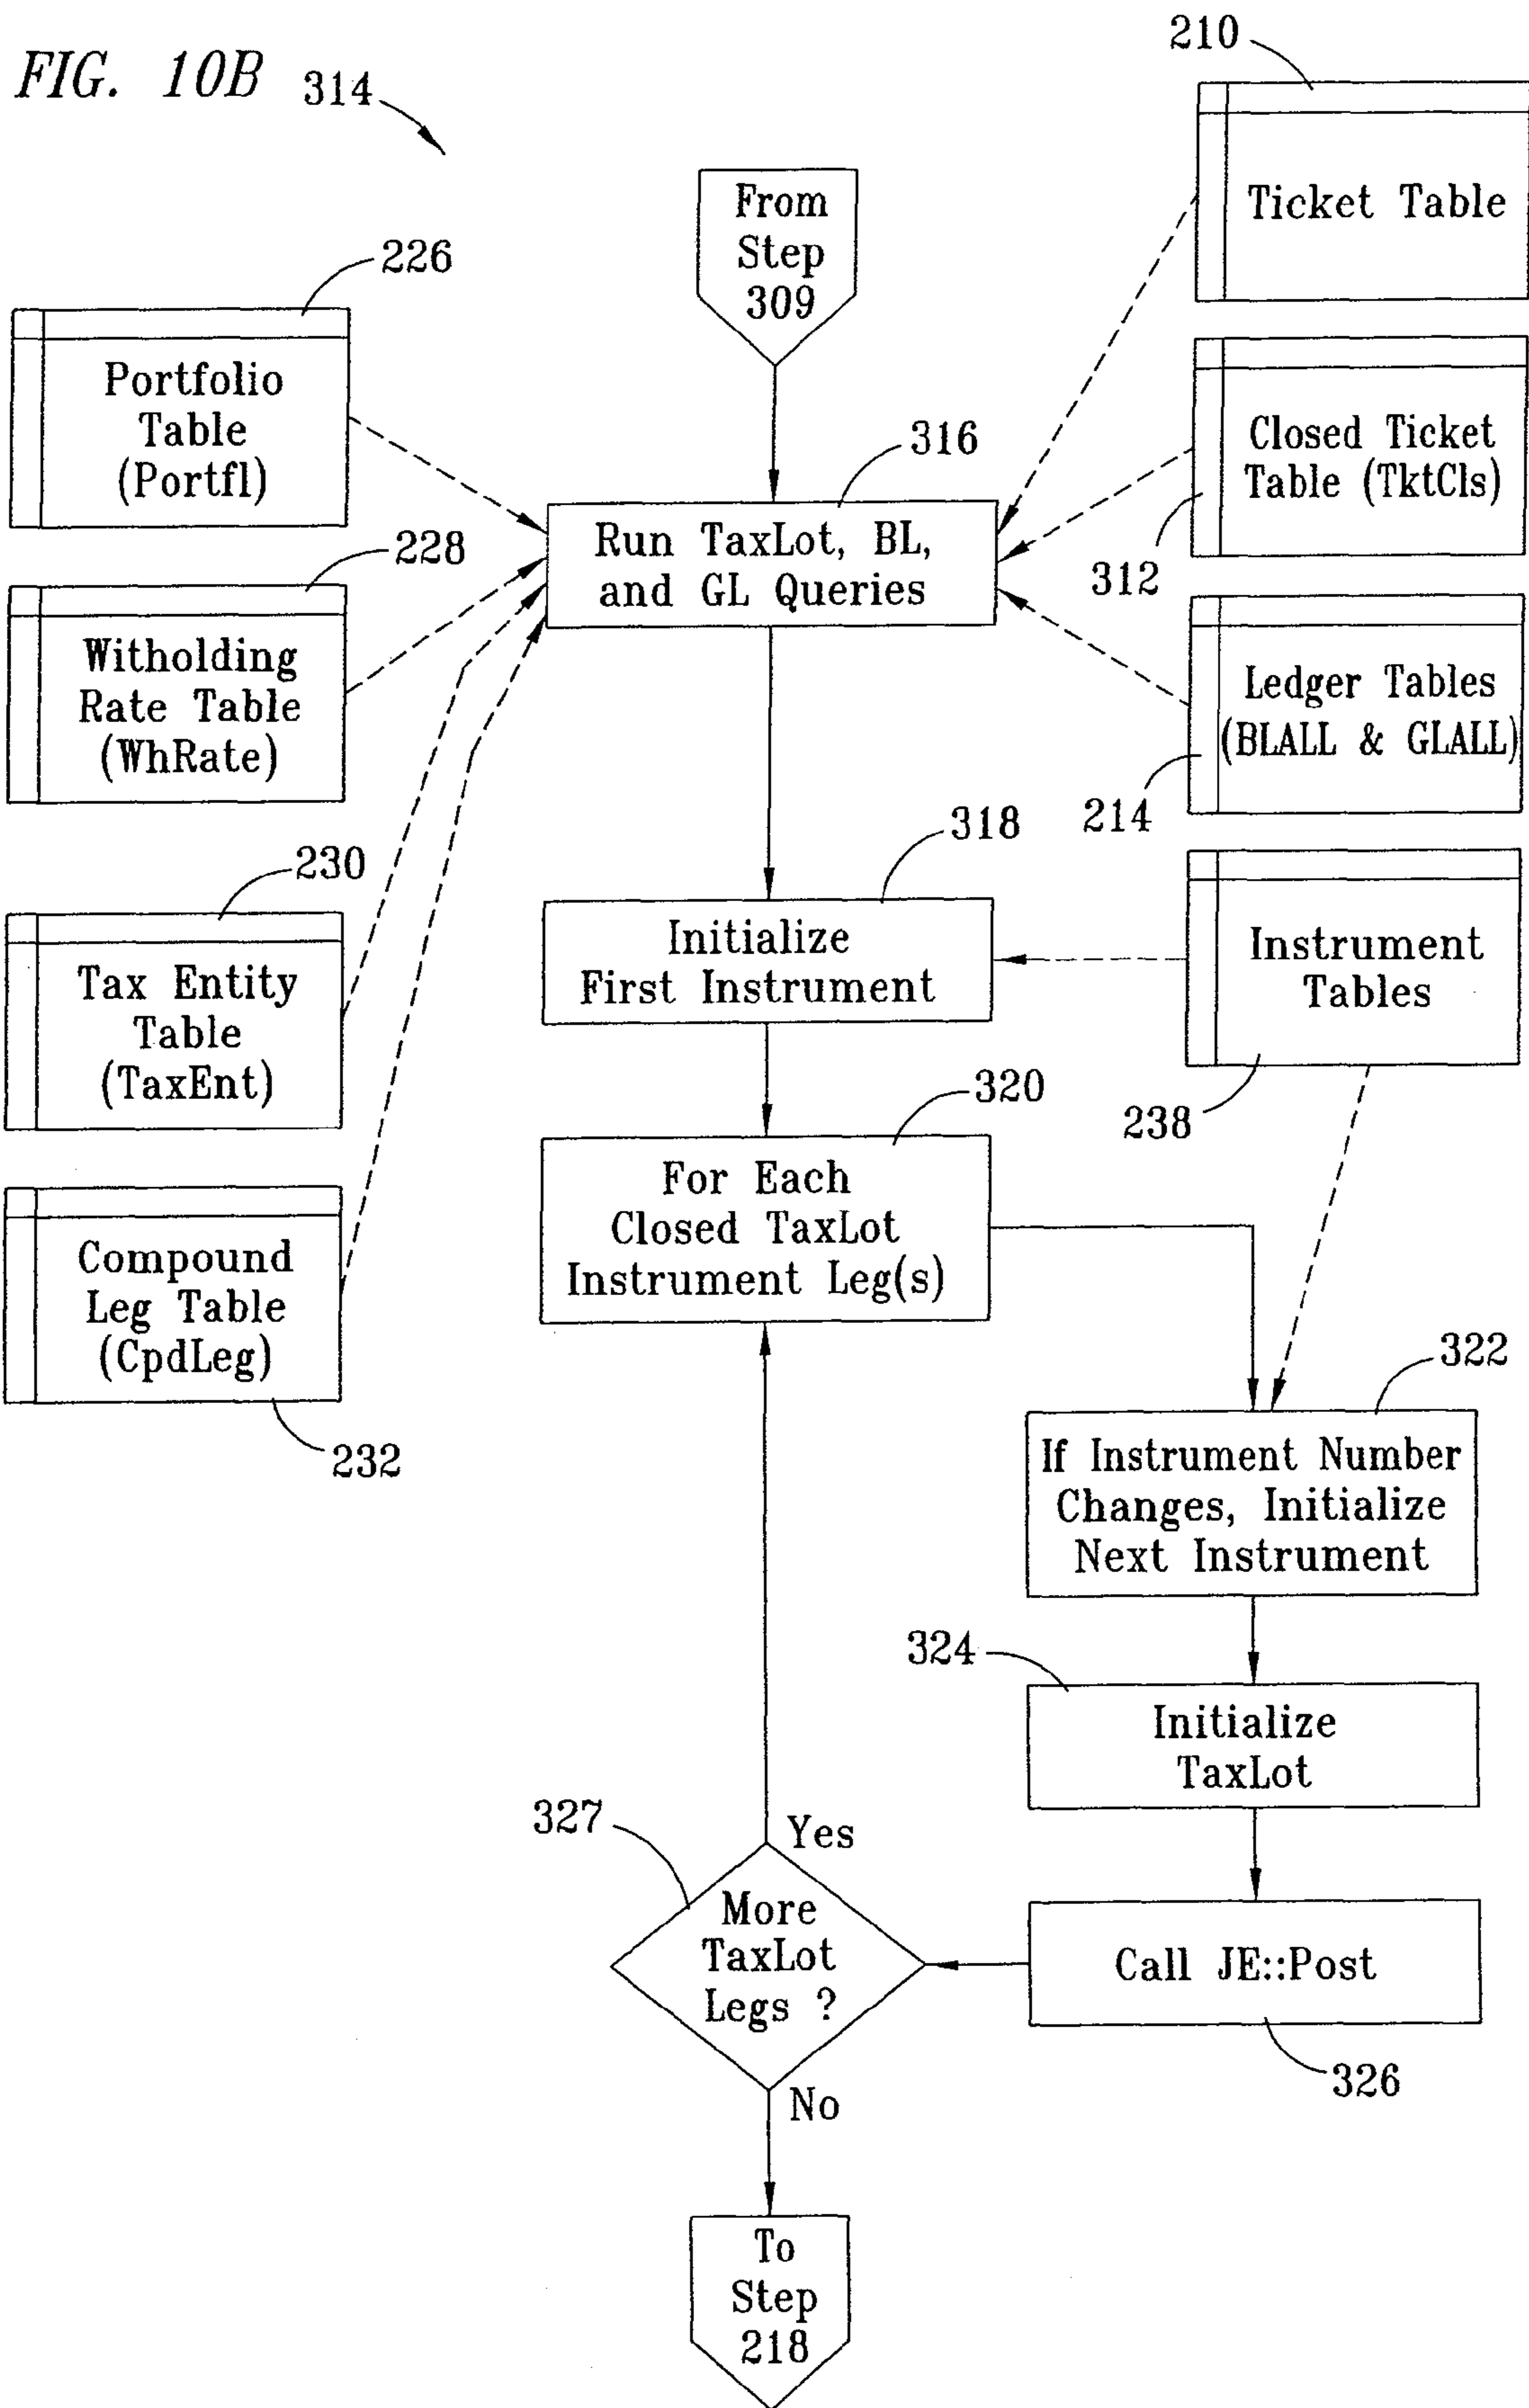 FIG. 10B
314
210
Ticket Table
From
Step
309
226
Portfolio
Table
(Portfl)
316
Closed Ticket
Table (TktCls)
312
Run TaxLot, BL,
and GL Queries
228
Witholding
Rate Table
(WhRate)
Ledger Tables
(BLALL & GLALL)
214
318
230
Tax Entity
Table
(TaxEnt)
Initialize
First Instrument
Instrument
Tables
238
320
For Each
Closed TaxLot
Instrument Leg(s)
Compound
Leg Table
(CpdLeg)
232
322
If Instrument Number
Changes, Initialize
Next Instrument
324
Initialize
TaxLot
327
Yes
More
TaxLot
Legs ?
Call JE::Post
326
No
To
Step
218